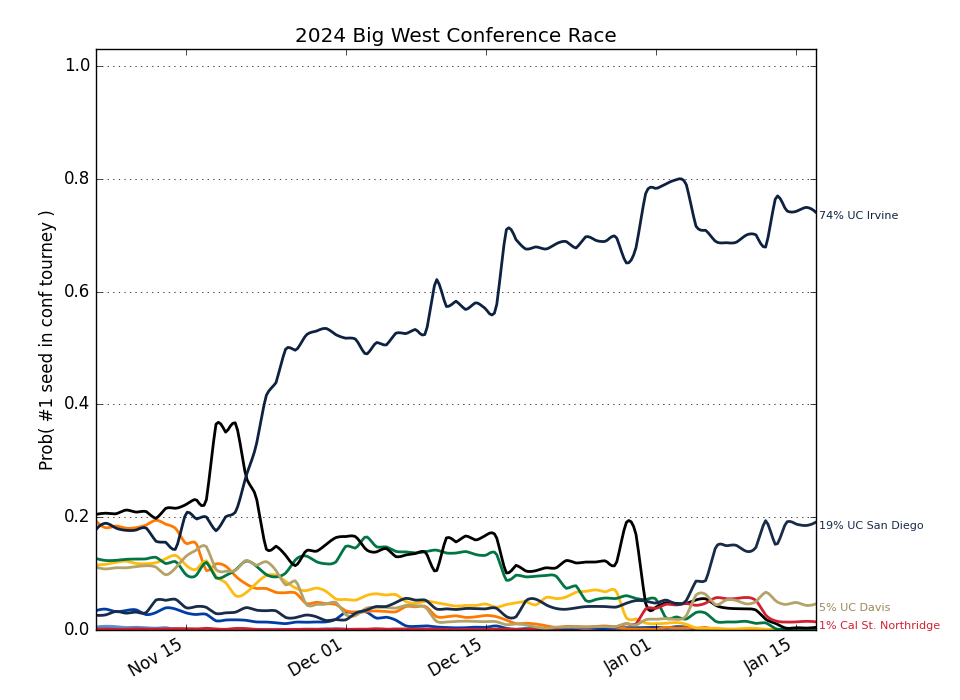 2024 Big West Conference Race
Prob( #1 seed in conf tourney )
1.0
0.8
0.6
0.4
0.2
0.0
Nov 15
Dec 01
Dec 15
Jan 01
Jan 15
74% UC Irvine
19% UC San Diego
5% UC Davis
1% Cal St. Northridge